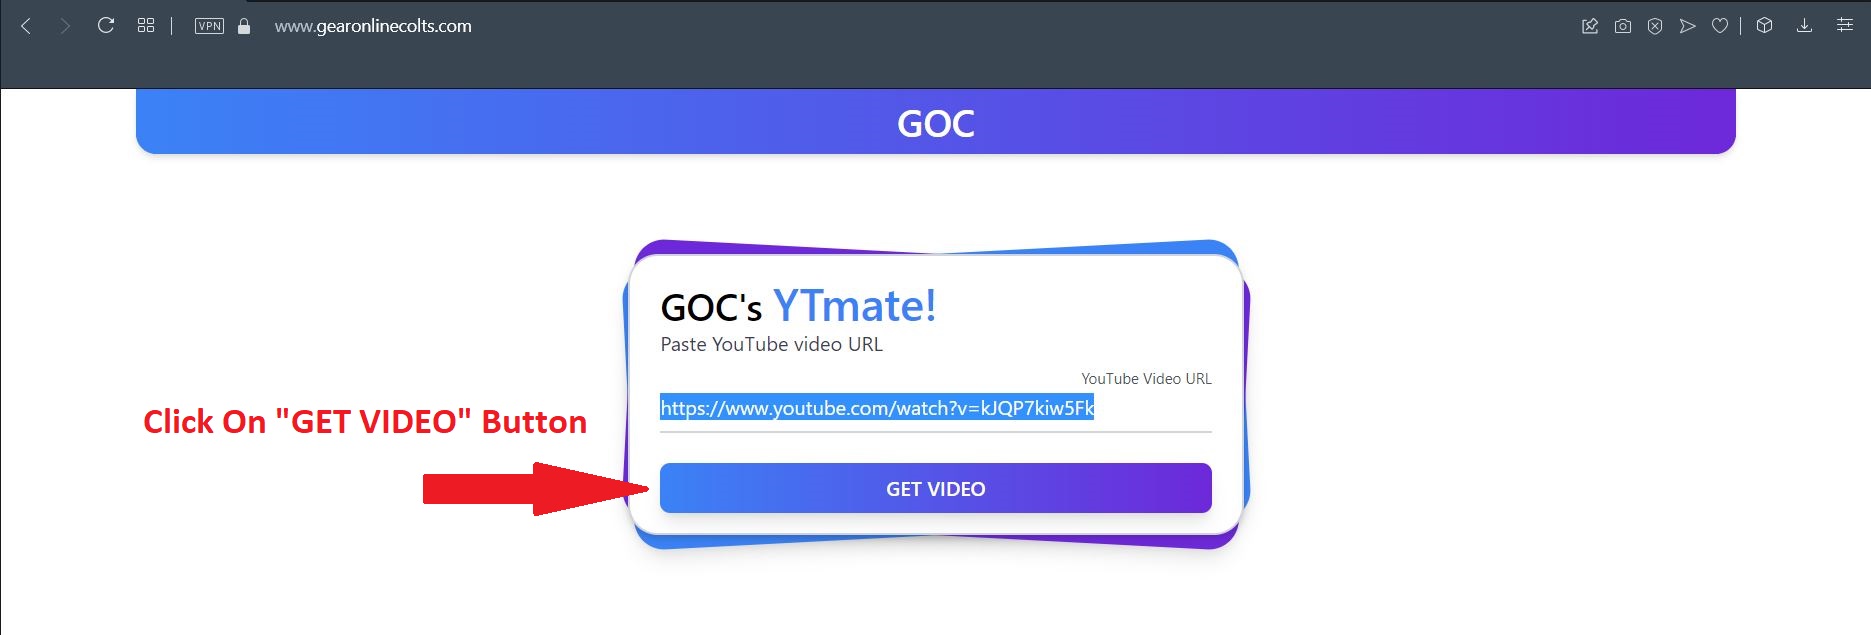 VPN www.gearonlinecolts.com
GOC
GOC's YTmate!
Paste YouTube video URL
YouTube Video URL
https://www.youtube.com/watch?v=kJQP7kiw5Fk
Click On "GET VIDEO" Button
GET VIDEO